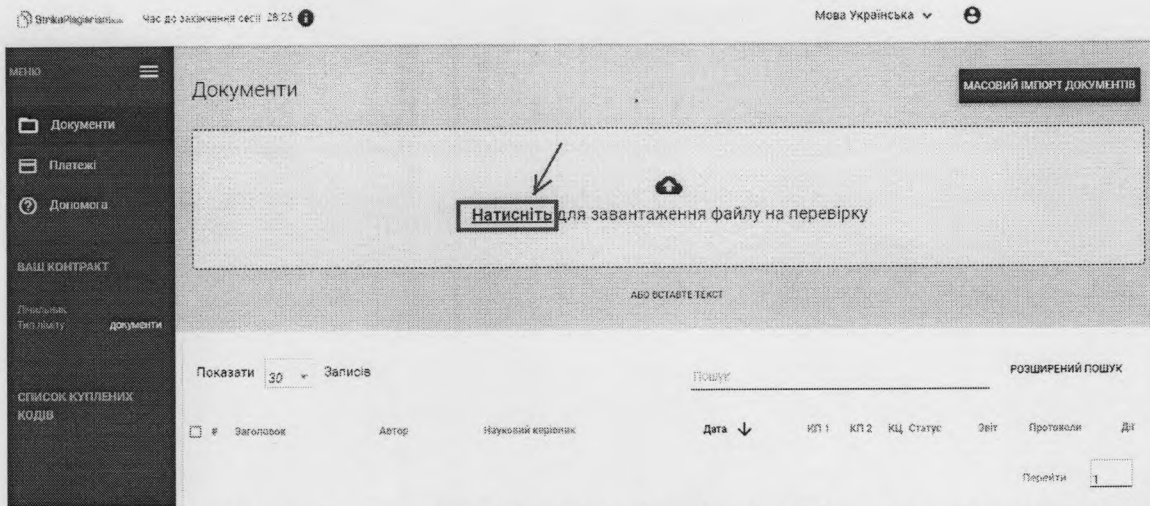 StrikePlagiarism.com Час до закінчення сесії 28:25
Мова Українська
МЕНЮ
Документи
МАСОВИЙ ІМПОРТ ДОКУМЕНТІВ
Документи
Платежі
Допомога
Натисніть для завантаження файлу на перевірку
ВАШ КОНТРАКТ
АБО ВСТАВТЕ ТЕКСТ
Лічильник
Тип ліміту документи
Показати 30 Записів
Пошук
РОЗШИРЕНИЙ ПОШУК
СПИСОК КУПЛЕНИХ
КОДІВ
# Заголовок Автор Науковий керівник Дата КП 1 КП 2 КЦ Статус Звіт Протоколи Дії
Перейти 1